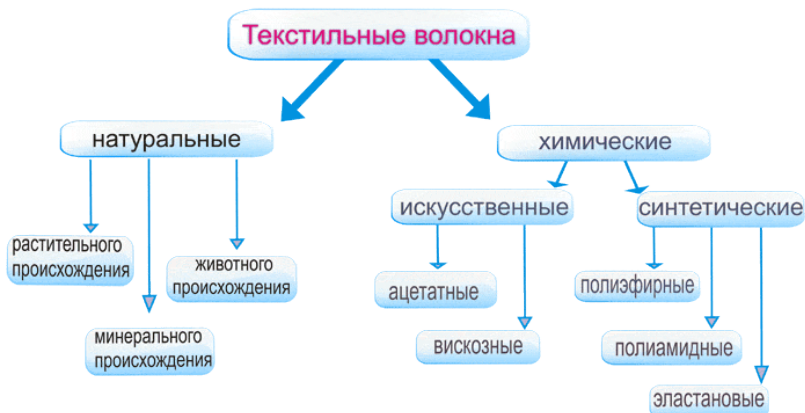 Текстильные волокна
натуральные
химические
искусственные
синтетические
растительного
происхождения
животного
происхождения
минерального
происхождения
ацетатные
вискозные
полиэфирные
полиамидные
эластановые